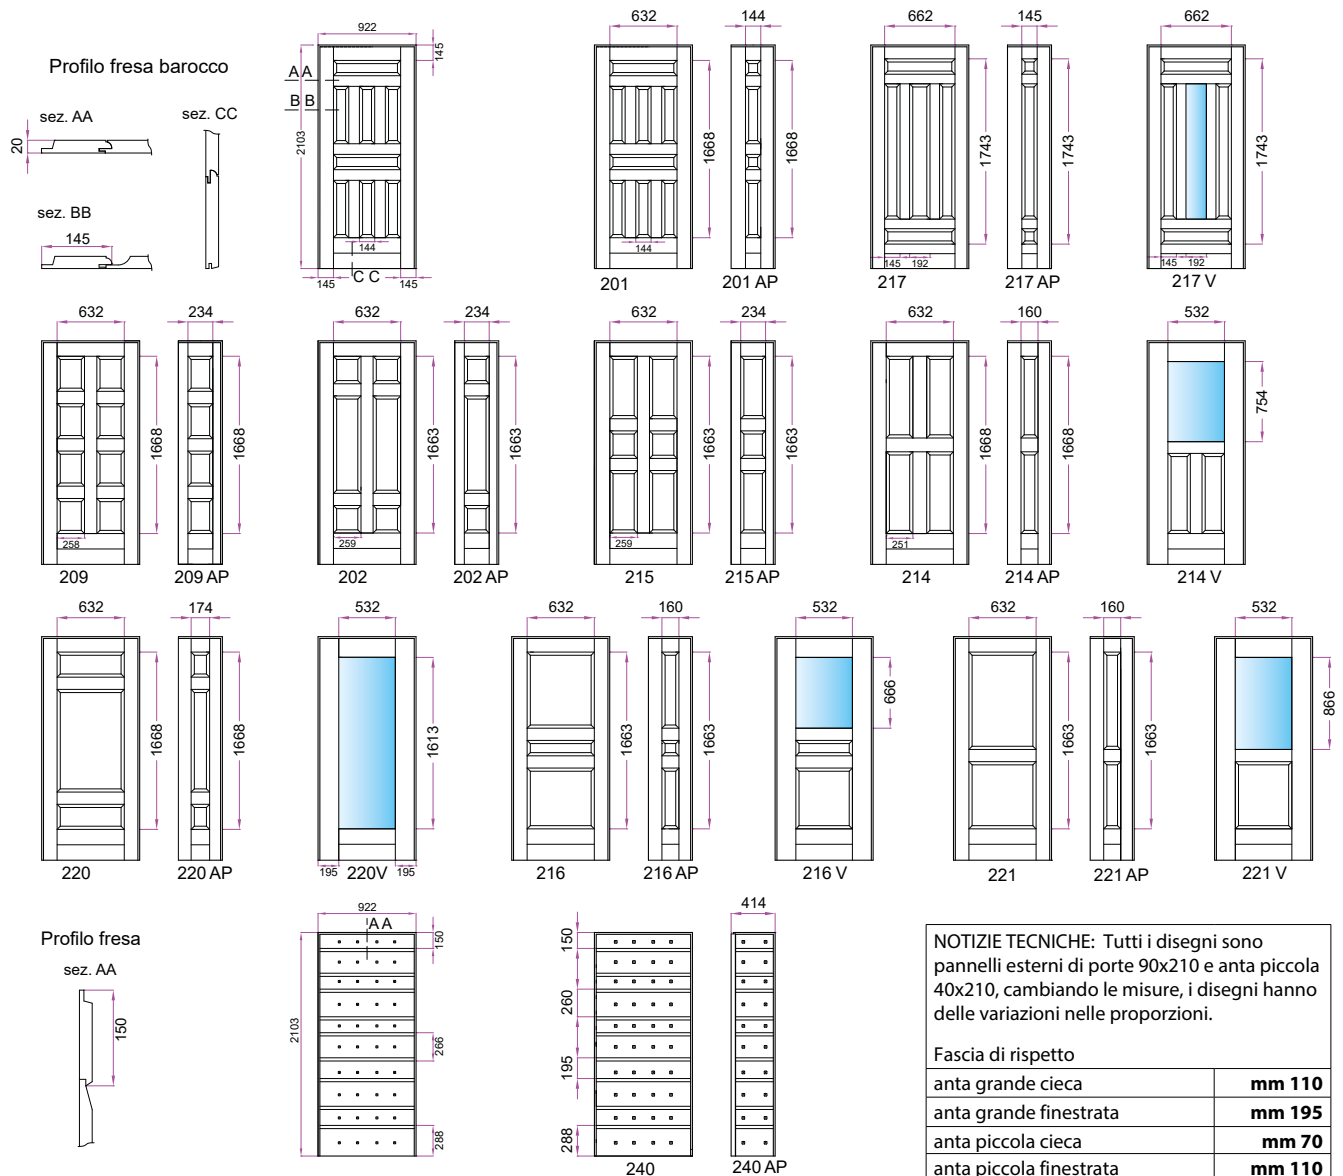 922
632
144
662
145
662
Profilo fresa barocco
145
A A
B B
sez. AA
sez. CC
20
2103
1668
1668
1743
1743
1743
sez. BB
145
144
144
145 192
145 192
C C
145
145
201
201 AP
217
217 AP
217 V
632
234
632
234
632
234
632
160
532
1668
1668
1663
1663
1663
1663
1668
1668
754
258
259
259
251
209
209 AP
202
202 AP
215
215 AP
214
214 AP
214 V
632
174
532
632
160
532
632
160
532
1668
1668
1613
1663
1663
666
1663
1663
866
195
195
220
220 AP
220V
216
216 AP
216 V
221
221 AP
221 V
922
414
A A
150
150
Profilo fresa
sez. AA
150
2103
266
288
260
195
288
240
240 AP
NOTIZIE TECNICHE: Tutti i disegni sono
pannelli esterni di porte 90x210 e anta piccola
40x210, cambiando le misure, i disegni hanno
delle variazioni nelle proporzioni.
Fascia di rispetto
anta grande cieca mm 110
anta grande finestrata mm 195
anta piccola cieca mm 70
anta piccola finestrata mm 110